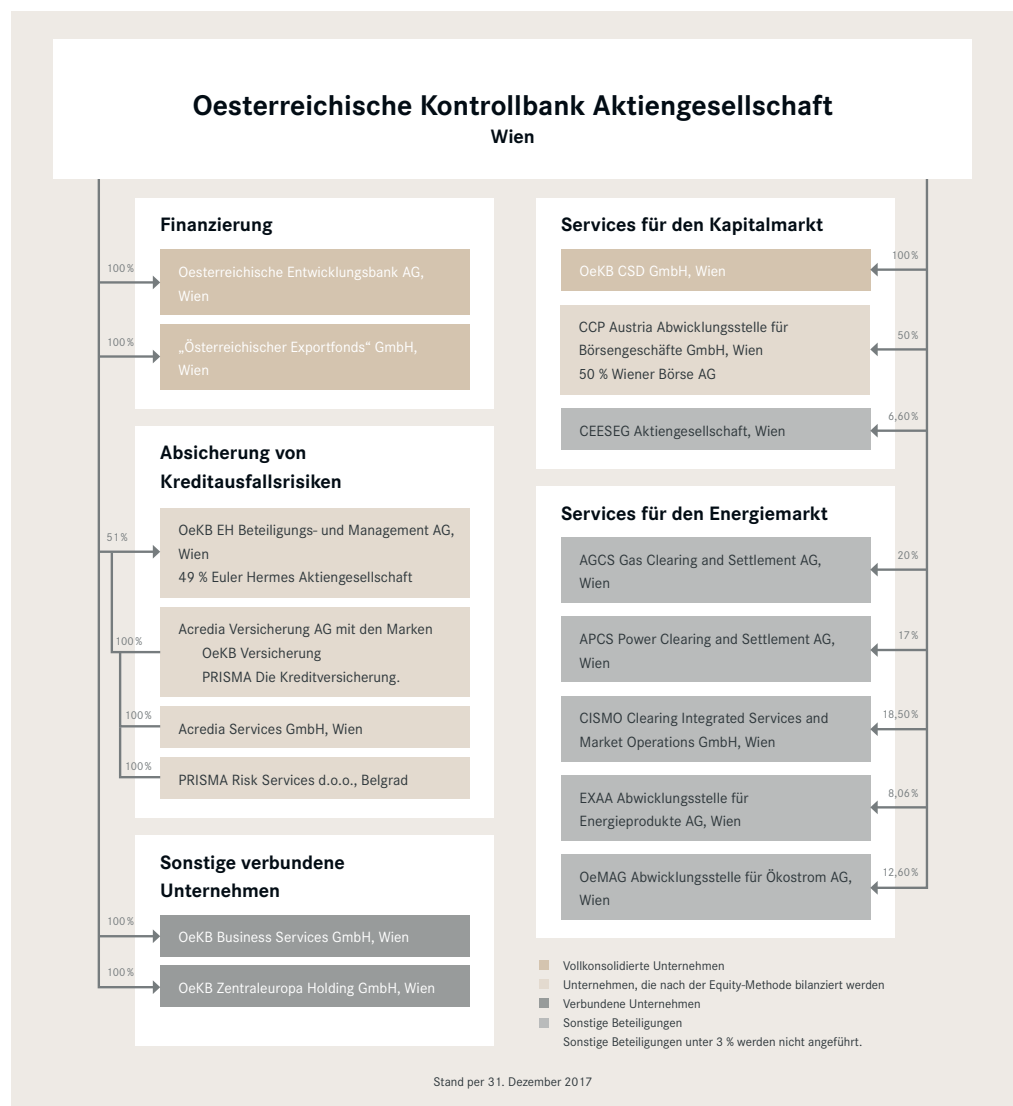 Oesterreichische Kontrollbank Aktiengesellschaft
Wien
Finanzierung
100 %
Oesterreichische Entwicklungsbank AG,
Wien
100 %
„Österreichischer Exportfonds“ GmbH,
Wien
Absicherung von
Kreditausfallsrisiken
51 %
OeKB EH Beteiligungs- und Management AG,
Wien
49 % Euler Hermes Aktiengesellschaft
100 %
Acredia Versicherung AG mit den Marken
OeKB Versicherung
PRISMA Die Kreditversicherung.
100 %
Acredia Services GmbH, Wien
100 %
PRISMA Risk Services d.o.o., Belgrad
Sonstige verbundene
Unternehmen
100 %
OeKB Business Services GmbH, Wien
100 %
OeKB Zentraleuropa Holding GmbH, Wien
Services für den Kapitalmarkt
100 %
OeKB CSD GmbH, Wien
50 %
CCP Austria Abwicklungsstelle für
Börsengeschäfte GmbH, Wien
50 % Wiener Börse AG
6,60 %
CEESEG Aktiengesellschaft, Wien
Services für den Energiemarkt
20 %
AGCS Gas Clearing and Settlement AG,
Wien
17 %
APCS Power Clearing and Settlement AG,
Wien
18,50 %
CISMO Clearing Integrated Services and
Market Operations GmbH, Wien
8,06 %
EXAA Abwicklungsstelle für
Energieprodukte AG, Wien
12,60 %
OeMAG Abwicklungsstelle für Ökostrom AG,
Wien
Vollkonsolidierte Unternehmen
Unternehmen, die nach der Equity-Methode bilanziert werden
Verbundene Unternehmen
Sonstige Beteiligungen
Sonstige Beteiligungen unter 3 % werden nicht angeführt.
Stand per 31. Dezember 2017